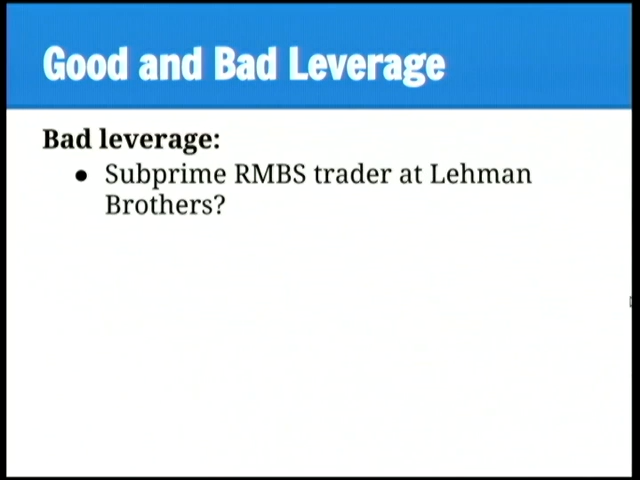 Good and Bad Leverage
Bad leverage:
● Subprime RMBS trader at Lehman
Brothers?